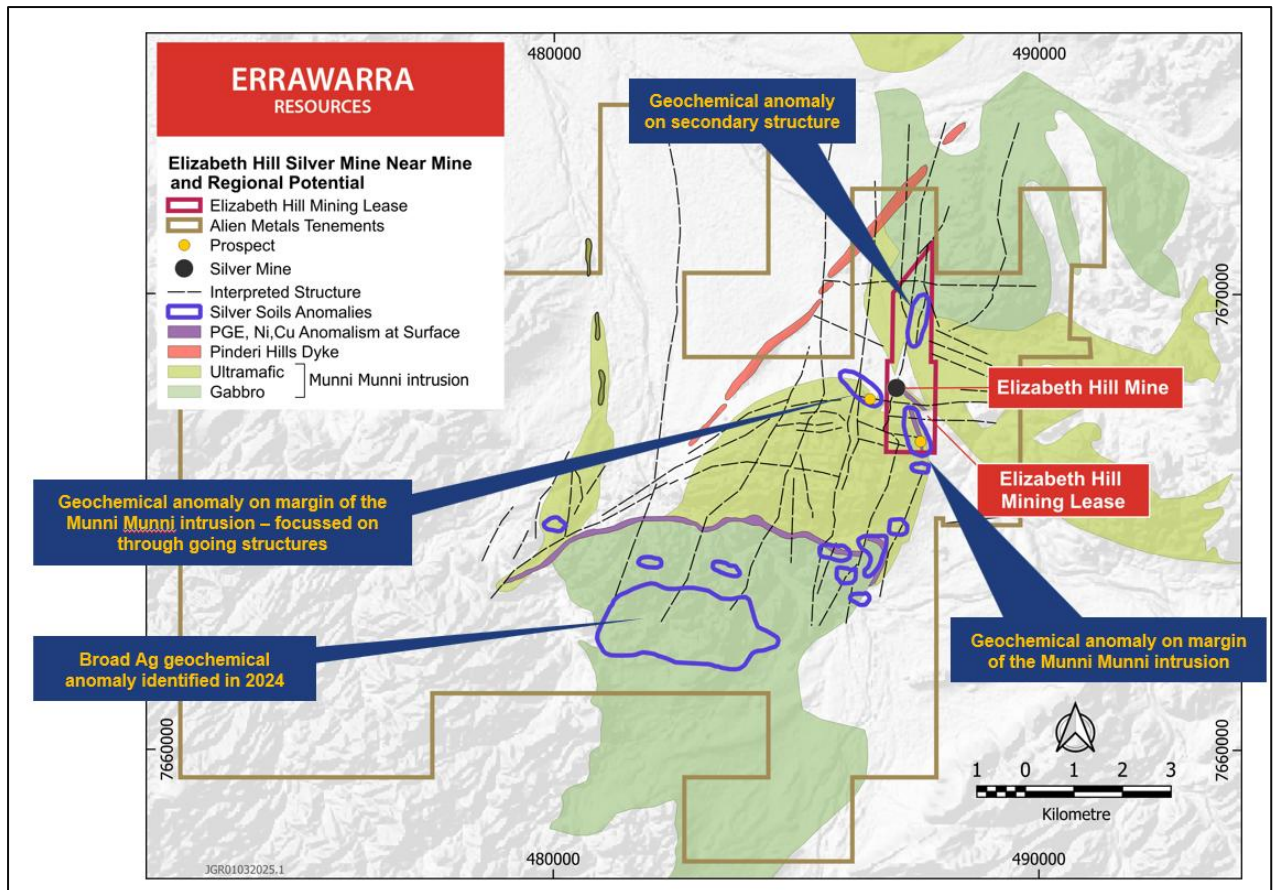 480000
490000
ERRAWARRA
RESOURCES
Geochemical anomaly
on secondary structure
Elizabeth Hill Silver Mine Near Mine
and Regional Potential
Elizabeth Hill Mining Lease
Alien Metals Tenements
Prospect
Silver Mine
Interpreted Structure
Silver Soils Anomalies
PGE, Ni,Cu Anomalism at Surface
Pinderi Hills Dyke
Ultramafic
Gabbro
Munni Munni intrusion
7670000
Elizabeth Hill Mine
Elizabeth Hill
Mining Lease
Geochemical anomaly on margin of the
Munni Munni intrusion – focussed on
through going structures
Geochemical anomaly on margin
of the Munni Munni intrusion
Broad Ag geochemical
anomaly identified in 2024
7660000
7660000
1 0 1 2 3
Kilometre
480000
490000
JGR01032025.1